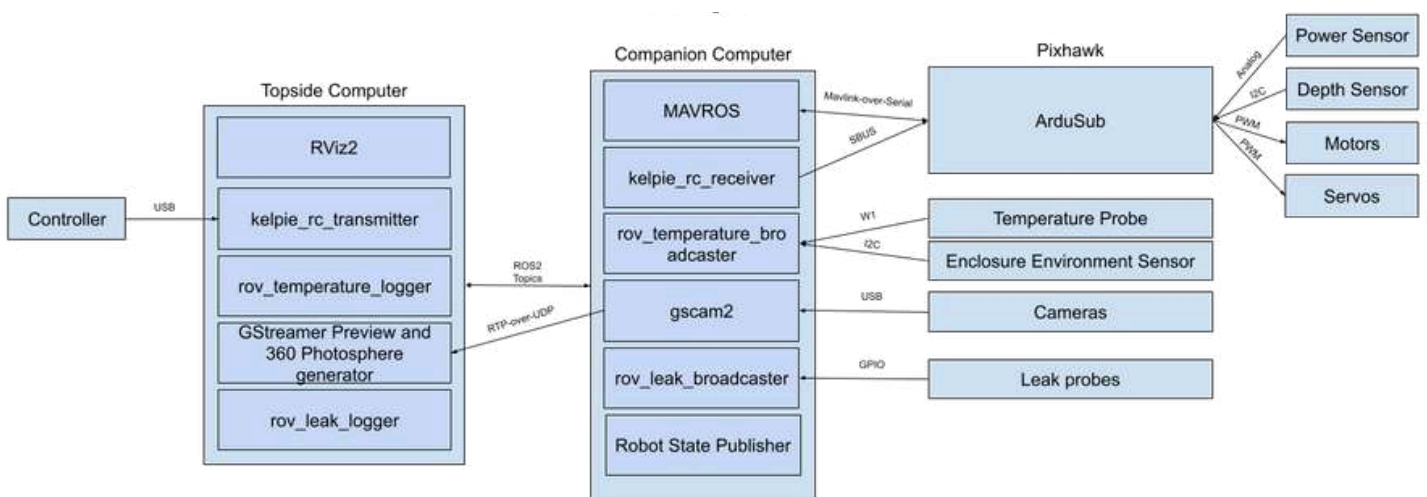 Topside Computer
RViz2
Controller
USB
kelpie_rc_transmitter
rov_temperature_logger
GStreamer Preview and
360 Photosphere
generator
rov_leak_logger
ROS2
Topics
RTP-over-UDP
Companion Computer
MAVROS
kelpie_rc_receiver
rov_temperature_bro
adcaster
gscam2
rov_leak_broadcaster
Robot State Publisher
Mavlink-over-Serial
SBUS
W1
I2C
USB
GPIO
Pixhawk
ArduSub
Temperature Probe
Enclosure Environment Sensor
Cameras
Leak probes
Analog
I2C
PWM
PWM
Power Sensor
Depth Sensor
Motors
Servos